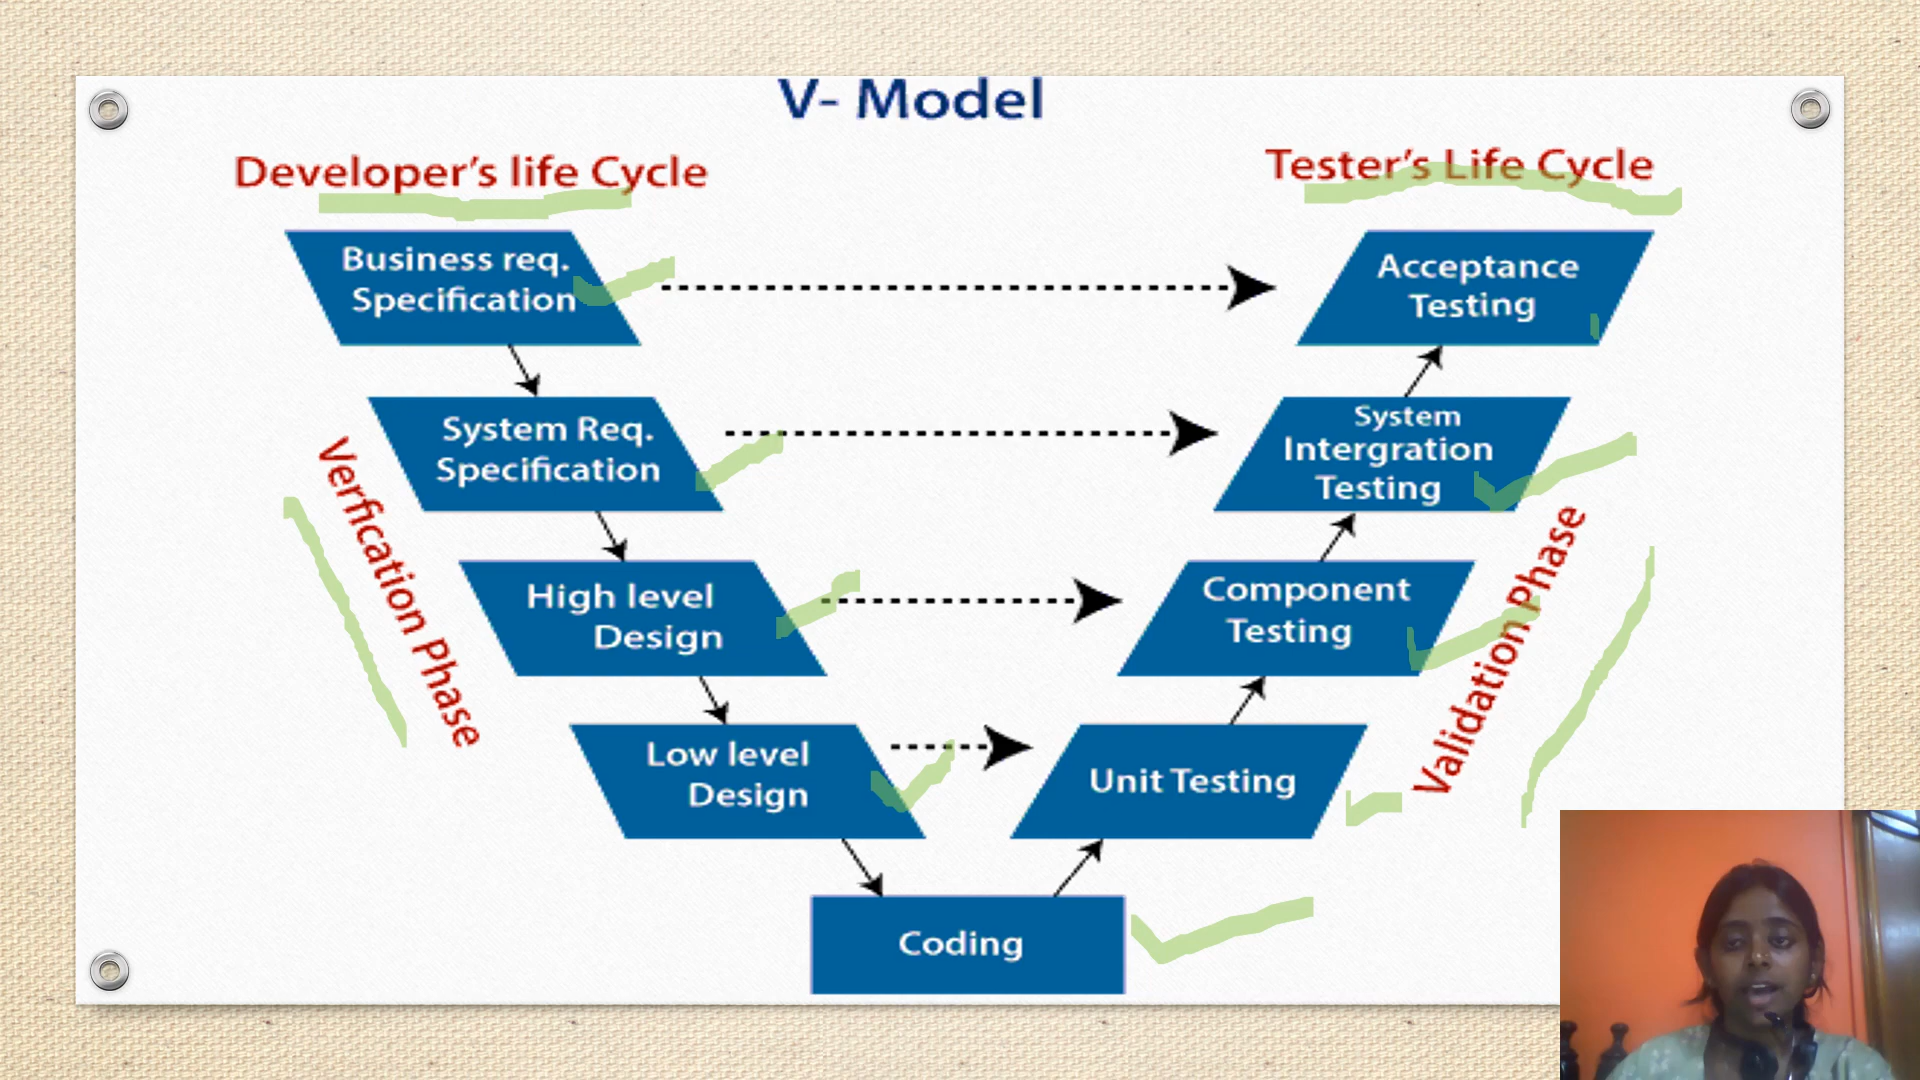 V- Model
Developer's life Cycle
Tester's Life Cycle
Business req.
Specification
Acceptance
Testing
System Req.
Specification
System
Intergration
Testing
Verfication Phase
High level
Design
Component
Testing
Validation Phase
Low level
Design
Unit Testing
Coding